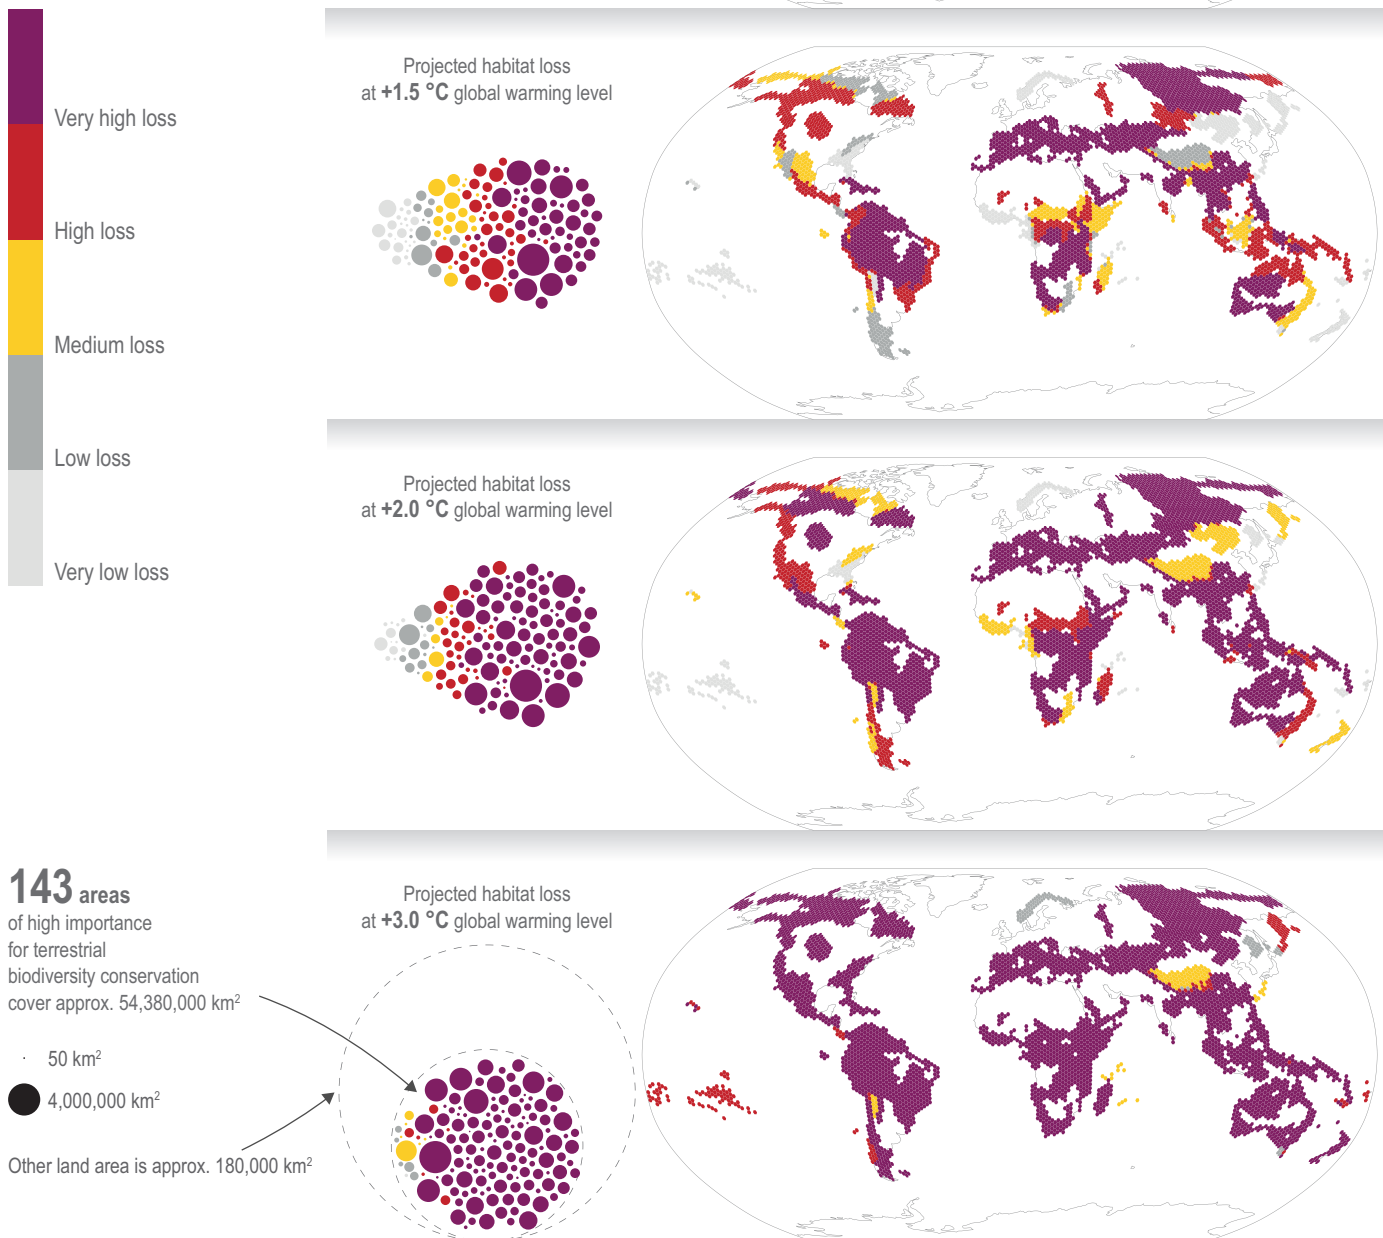 Very high loss
High loss
Medium loss
Low loss
Very low loss
Projected habitat loss
at +1.5 °C global warming level
Projected habitat loss
at +2.0 °C global warming level
Projected habitat loss
at +3.0 °C global warming level
143 areas
of high importance
for terrestrial
biodiversity conservation
cover approx. 54,380,000 km²
50 km²
4,000,000 km²
Other land area is approx. 180,000 km²